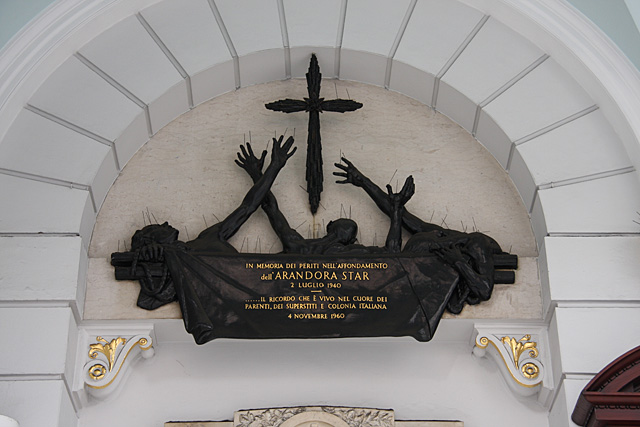 IN MEMORIA DEI PERITI NELL'AFFONDAMENTO
dell'ARANDORA STAR
2 LUGLIO 1940
......IL RICORDO CHE È VIVO NEL CUORE DEI
PARENTI, DEI SUPERSTITI E COLONIA ITALIANA
4 NOVEMBRE 1960